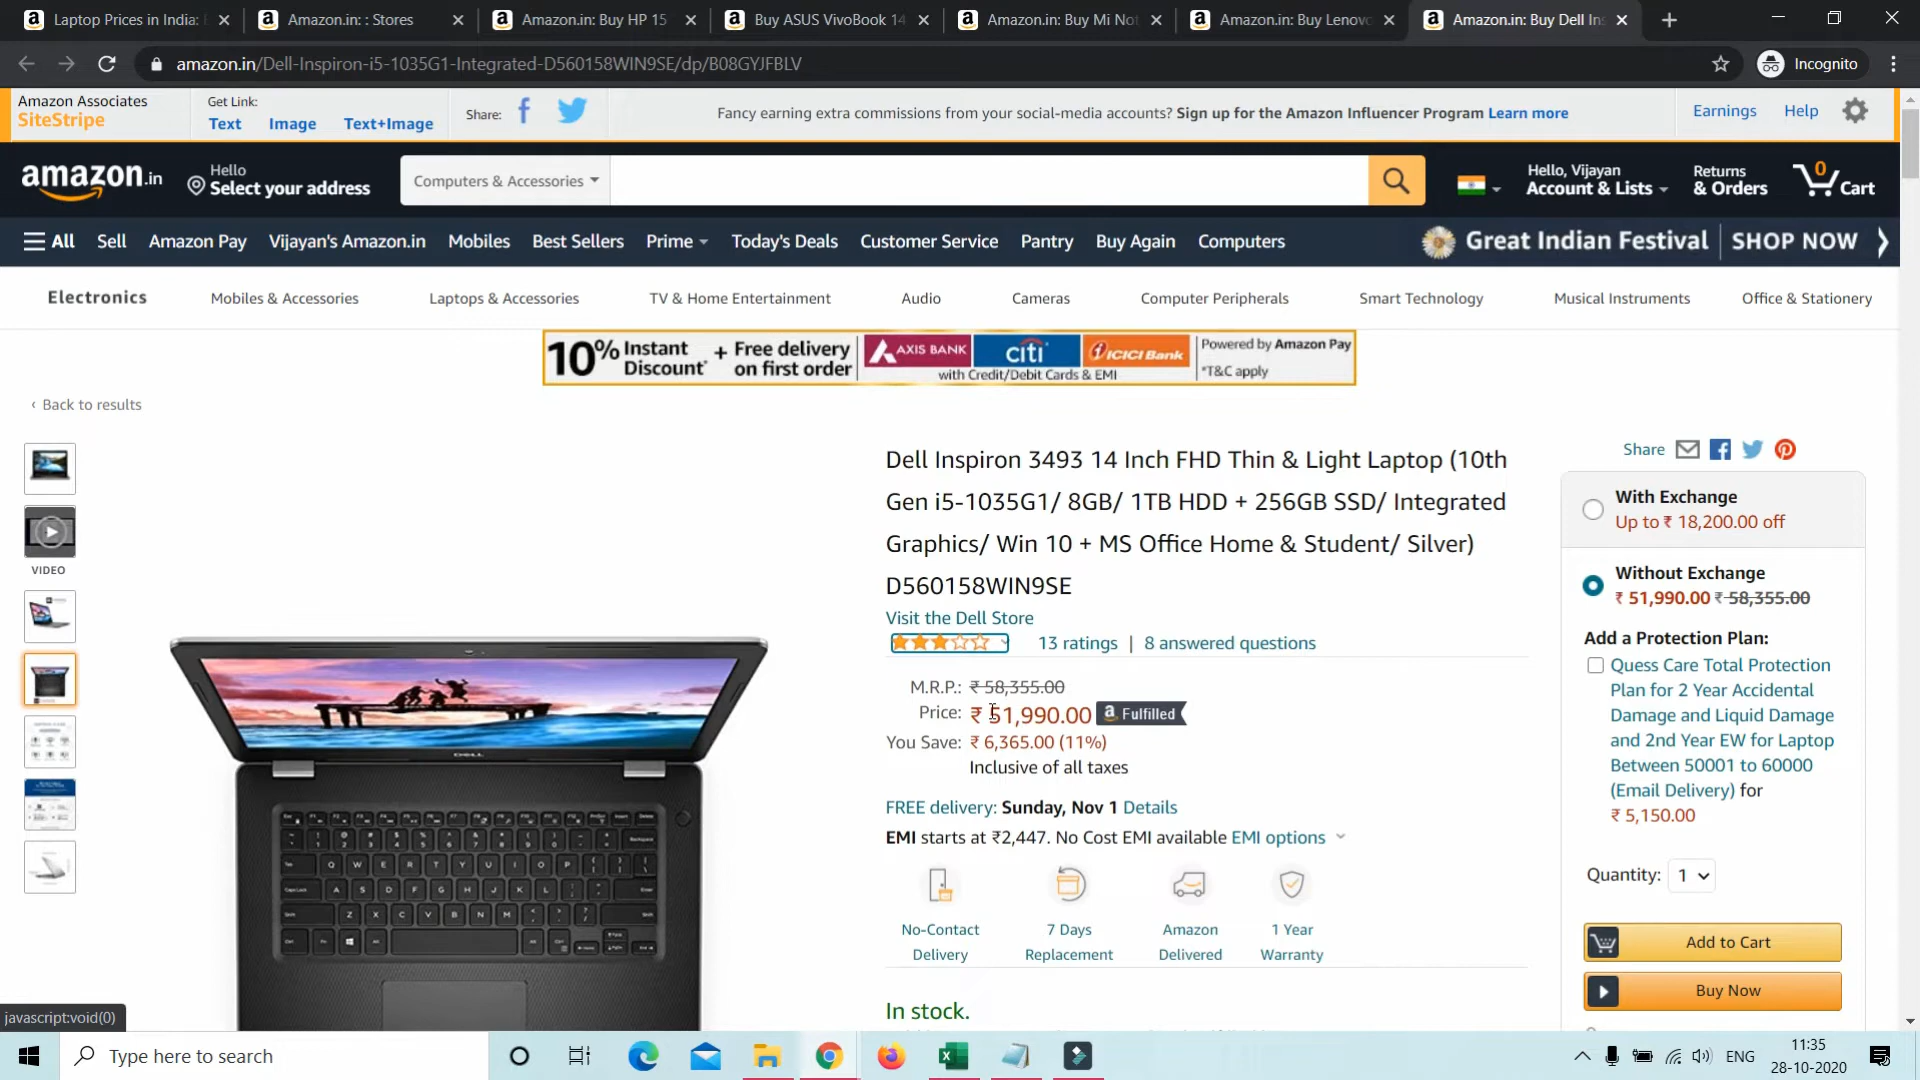 Laptop Prices in India:
Amazon.in: : Stores
Amazon.in: Buy HP 15
Buy ASUS VivoBook 14
Amazon.in: Buy Mi Not
Amazon.in: Buy Lenovo
Amazon.in: Buy Dell Ins
amazon.in/Dell-Inspiron-i5-1035G1-Integrated-D560158WIN9SE/dp/B08GYJFBLV
Incognito
Amazon Associates
SiteStripe
Get Link:
Text Image Text+Image
Share:
Fancy earning extra commissions from your social-media accounts? Sign up for the Amazon Influencer Program Learn more
Earnings
Help
amazon.in
Hello
Select your address
Computers & Accessories
Hello, Vijayan
Account & Lists
Returns
& Orders
0
Cart
All Sell Amazon Pay Vijayan's Amazon.in Mobiles Best Sellers Prime Today's Deals Customer Service Pantry Buy Again Computers
Great Indian Festival SHOP NOW
Electronics Mobiles & Accessories Laptops & Accessories TV & Home Entertainment Audio Cameras Computer Peripherals Smart Technology Musical Instruments Office & Stationery
10% Instant Discount* + Free delivery on first order
AXIS BANK citi ICICI Bank
with Credit/Debit Cards & EMI
Powered by Amazon Pay
*T&C apply
‹ Back to results
VIDEO
DELL
Dell Inspiron 3493 14 Inch FHD Thin & Light Laptop (10th
Gen i5-1035G1/ 8GB/ 1TB HDD + 256GB SSD/ Integrated
Graphics/ Win 10 + MS Office Home & Student/ Silver)
D560158WIN9SE
Visit the Dell Store
13 ratings | 8 answered questions
M.R.P.: ₹ 58,355.00
Price: ₹ 51,990.00 a Fulfilled
You Save: ₹ 6,365.00 (11%)
Inclusive of all taxes
FREE delivery: Sunday, Nov 1 Details
EMI starts at ₹2,447. No Cost EMI available EMI options
No-Contact
Delivery
7 Days
Replacement
Amazon
Delivered
1 Year
Warranty
In stock.
Share
With Exchange
Up to ₹ 18,200.00 off
Without Exchange
₹ 51,990.00 ₹ 58,355.00
Add a Protection Plan:
Quess Care Total Protection
Plan for 2 Year Accidental
Damage and Liquid Damage
and 2nd Year EW for Laptop
Between 50001 to 60000
(Email Delivery) for
₹ 5,150.00
Quantity: 1
Add to Cart
Buy Now
javascript:void(0)
Type here to search
ENG
11:35
28-10-2020